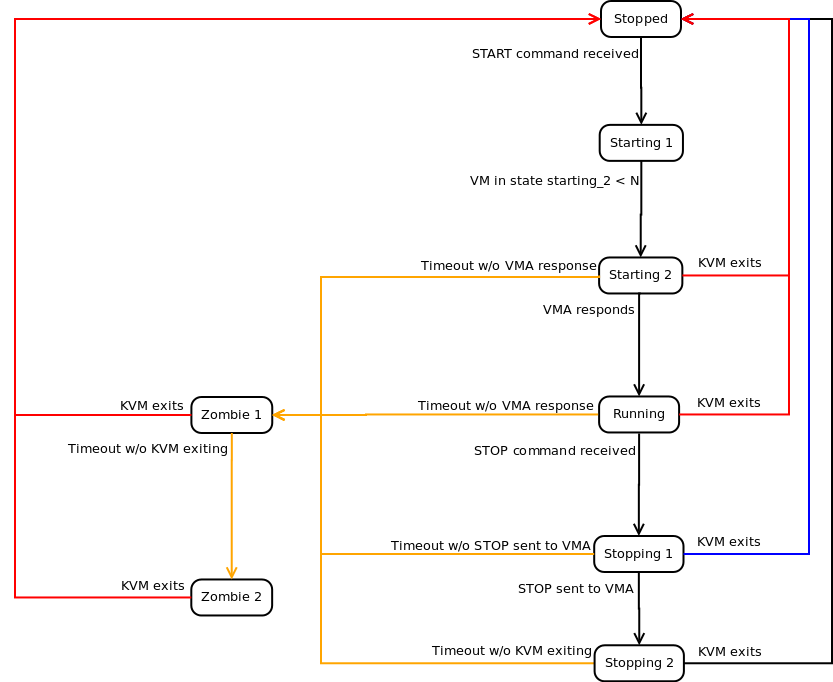 Stopped
START command received
Starting 1
VM in state starting_2 < N
Timeout w/o VMA response
Starting 2
KVM exits
VMA responds
KVM exits
Zombie 1
Timeout w/o VMA response
Running
KVM exits
Timeout w/o KVM exiting
STOP command received
Timeout w/o STOP sent to VMA
Stopping 1
KVM exits
KVM exits
Zombie 2
STOP sent to VMA
Timeout w/o KVM exiting
Stopping 2
KVM exits